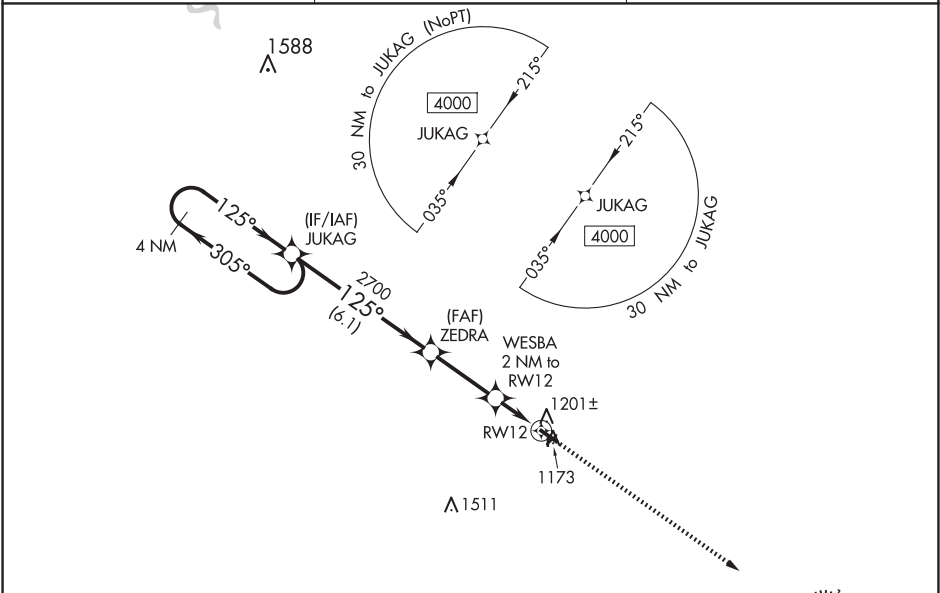 1588
30 NM to JUKAG (NoPT)
215°
4000
JUKAG
035°
215°
JUKAG
4000
035°
30 NM to JUKAG
125°
4 NM
305°
(IF/IAF)
JUKAG
2700
125°
(6.1)
(FAF)
ZEDRA
WESBA
2 NM to
RW12
1201±
RW12
1173
1511